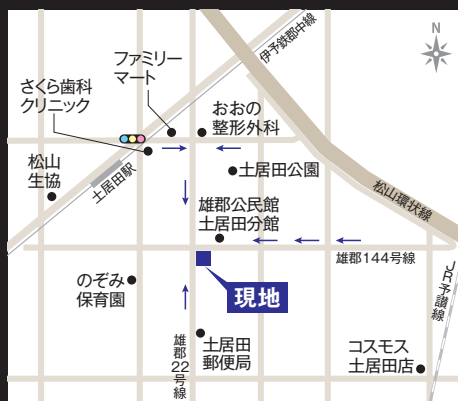 N
ファミリー
マート
伊予鉄郡中線
さくら歯科
クリニック
おおの
整形外科
松山
生協
土居田駅
土居田公園
松山環状線
雄郡公民館
土居田分館
雄郡144号線
のぞみ
保育園
現地
JR予讃線
雄郡22号線
土居田
郵便局
コスモス
土居田店